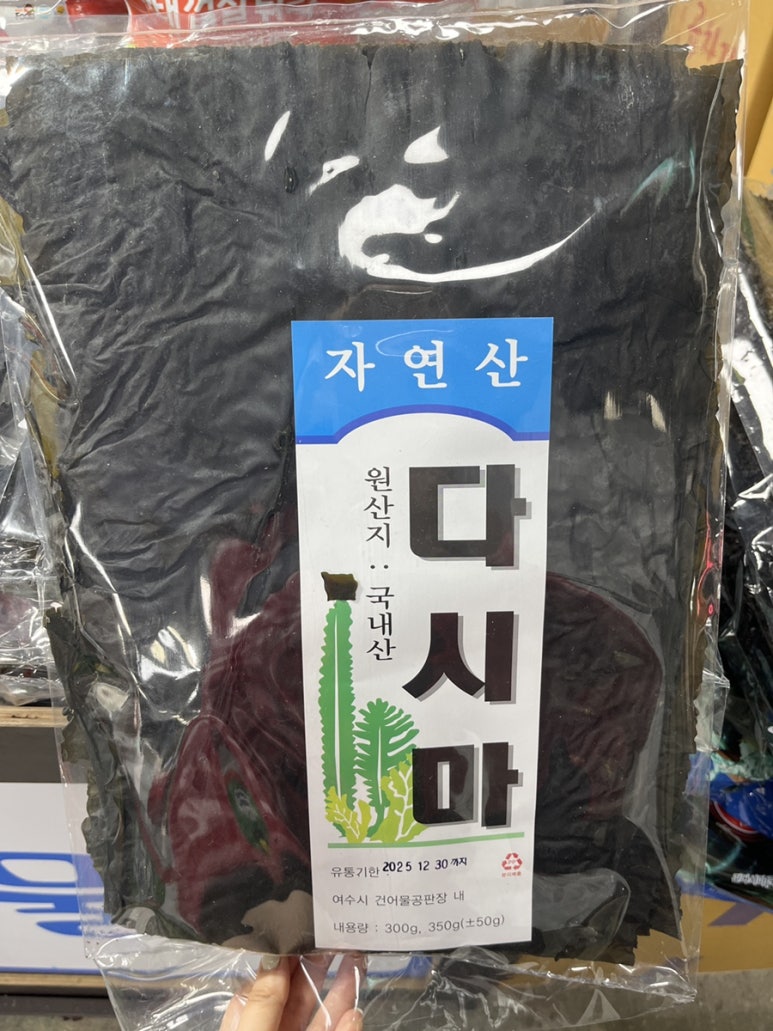 자연산
다시마
원산지 : 국내산
유통기한 : 2025 12 30 까지
여수시 건어물공판장 내
내용량 : 300g, 350g(±50g)